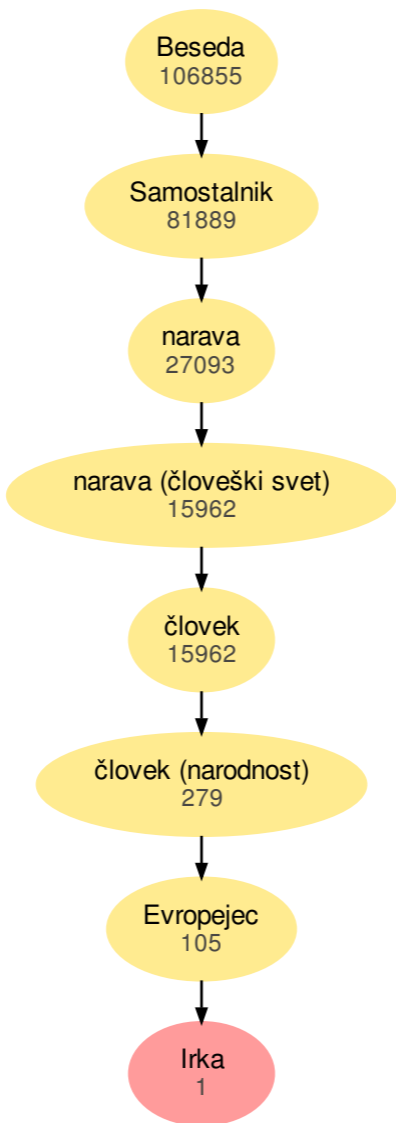 Beseda
106855
Samostalnik
81889
narava
27093
narava (človeški svet)
15962
človek
15962
človek (narodnost)
279
Evropejec
105
Irka
1